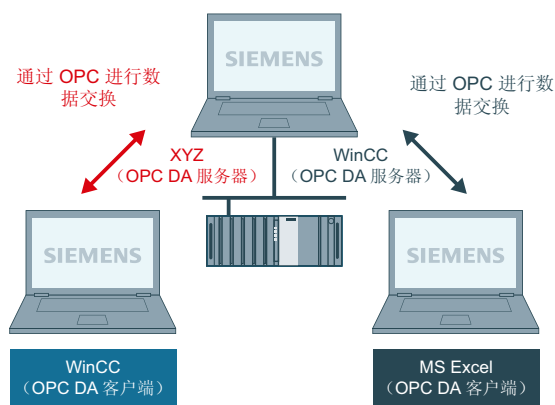 SIEMENS
通过 OPC 进行数
据交换
通过 OPC 进行数
据交换
XYZ
（OPC DA 服务器）
WinCC
（OPC DA 服务器）
SIEMENS
SIEMENS
WinCC
（OPC DA 客户端）
MS Excel
（OPC DA 客户端）